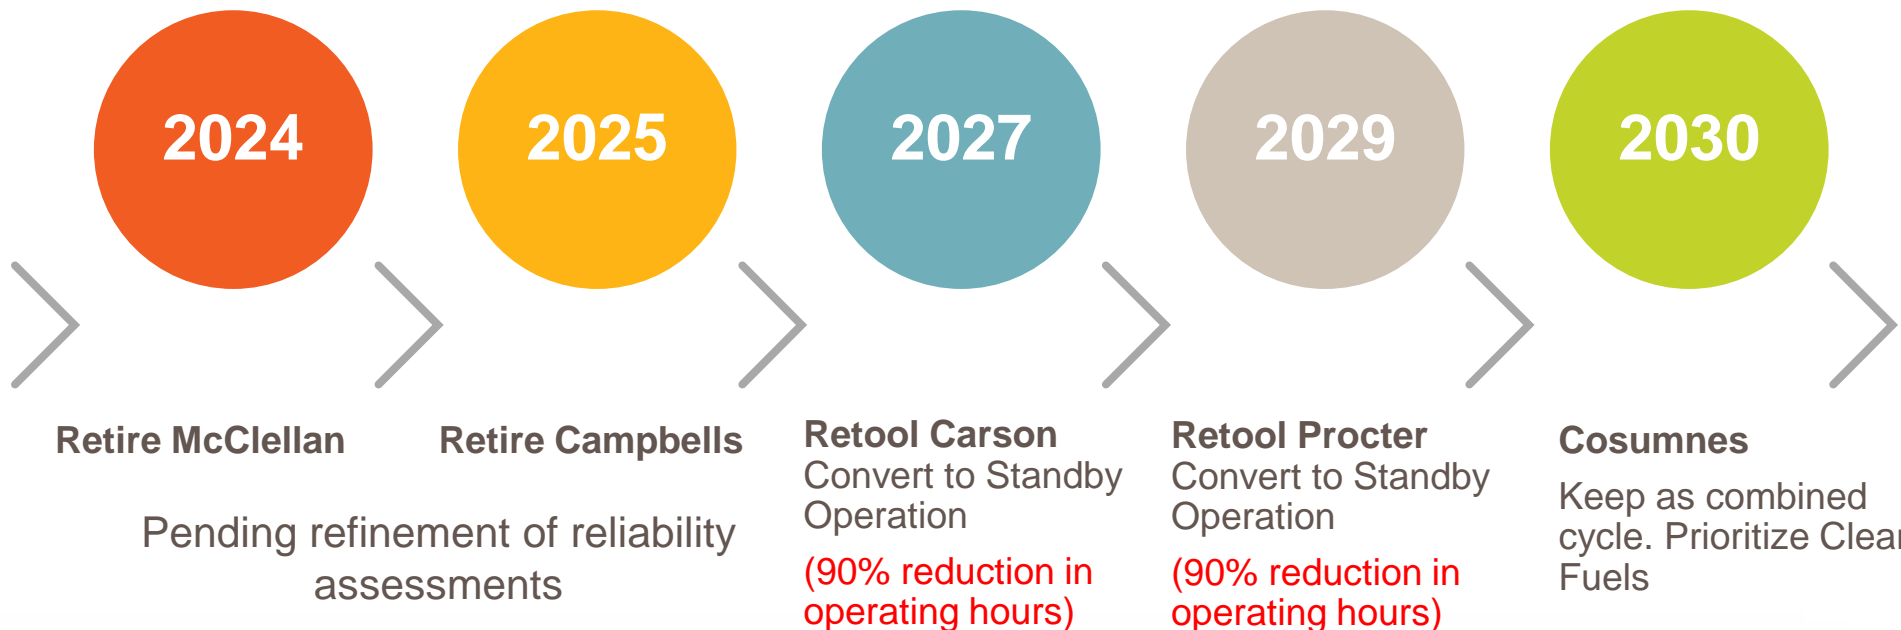 2024
2025
2027
2029
2030
Retire McClellan
Retire Campbells
Pending refinement of reliability
assessments
Retool Carson
Convert to Standby
Operation
(90% reduction in
operating hours)
Retool Procter
Convert to Standby
Operation
(90% reduction in
operating hours)
Cosumnes
Keep as combined
cycle. Prioritize Clean
Fuels